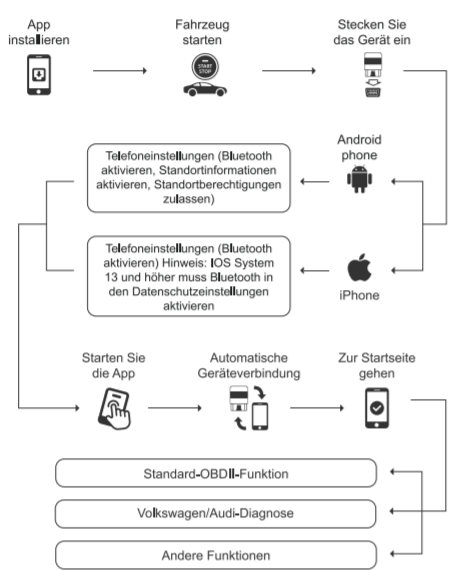 App
installieren
Fahrzeug
starten
START
STOP
Stecken Sie
das Gerät ein
Telefoneinstellungen (Bluetooth
aktivieren, Standortinformationen
aktivieren, Standortberechtigungen
zulassen)
Android
phone
Telefoneinstellungen (Bluetooth
aktivieren) Hinweis: IOS System
13 und höher muss Bluetooth in
den Datenschutzeinstellungen
aktivieren
iPhone
Starten Sie
die App
Automatische
Geräteverbindung
Zur Startseite
gehen
Standard-OBDII-Funktion
Volkswagen/Audi-Diagnose
Andere Funktionen